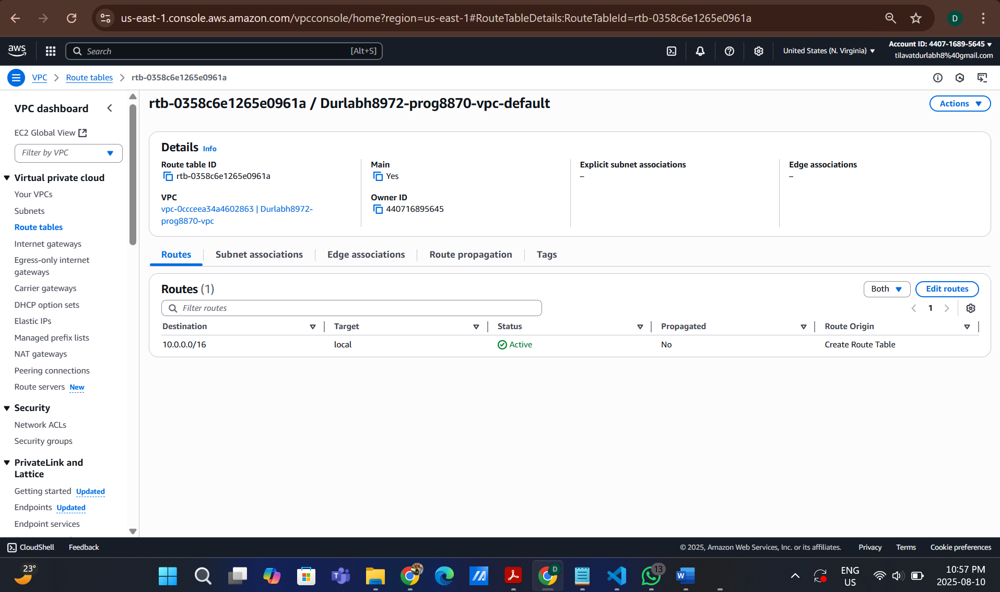 us-east-1.console.aws.amazon.com/vpcconsole/home?region=us-east-1#RouteTableDetails:RouteTableId=rtb-0358c6e1265e0961a
D
aws
Search
[Alt+S]
United States (N. Virginia)
Account ID: 4407-1689-5645
tilavatdurlabh8%40gmail.com
VPC
Route tables
rtb-0358c6e1265e0961a
VPC dashboard
EC2 Global View
Filter by VPC
Virtual private cloud
Your VPCs
Subnets
Route tables
Internet gateways
Egress-only internet
gateways
Carrier gateways
DHCP option sets
Elastic IPs
Managed prefix lists
NAT gateways
Peering connections
Route servers New
Security
Network ACLs
Security groups
PrivateLink and
Lattice
Getting started Updated
Endpoints Updated
Endpoint services
rtb-0358c6e1265e0961a / Durlabh8972-prog8870-vpc-default
Actions
Details Info
Route table ID
rtb-0358c6e1265e0961a
Main
Yes
Explicit subnet associations
–
Edge associations
–
VPC
vpc-0ccceea34a4602863 | Durlabh8972-
prog8870-vpc
Owner ID
440716895645
Routes
Subnet associations
Edge associations
Route propagation
Tags
Routes (1)
Both
Edit routes
Filter routes
1
Destination
Target
Status
Propagated
Route Origin
10.0.0.0/16
local
Active
No
Create Route Table
CloudShell
Feedback
© 2025, Amazon Web Services, Inc. or its affiliates.
Privacy
Terms
Cookie preferences
23°
D
13
ENG
US
10:57 PM
2025-08-10